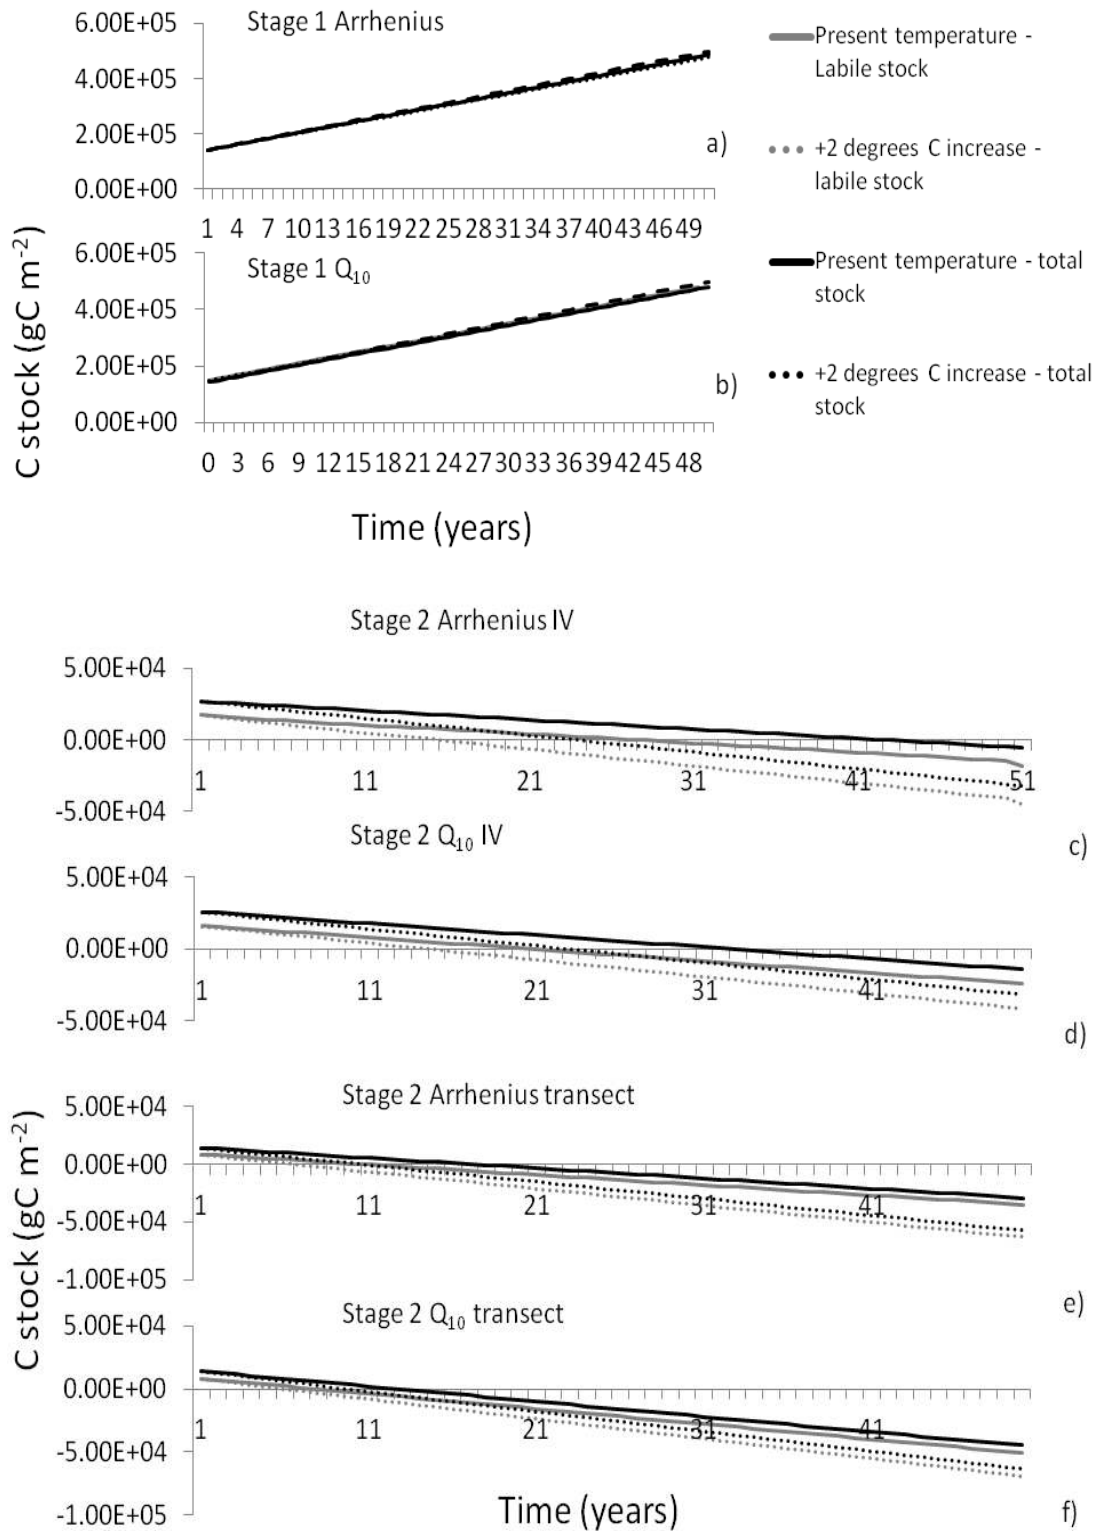 Stage 1 Arrhenius
6.00E+05
4.00E+05
2.00E+05
0.00E+00
1 4 7 10 13 16 19 22 25 28 31 34 37 40 43 46 49
a)
Present temperature -
Labile stock
+2 degrees C increase -
labile stock
Present temperature - total
stock
+2 degrees C increase - total
stock
Stage 1 Q10
6.00E+05
4.00E+05
2.00E+05
0.00E+00
0 3 6 9 12 15 18 21 24 27 30 33 36 39 42 45 48
b)
C stock (gC m-2)
Time (years)
Stage 2 Arrhenius IV
5.00E+04
0.00E+00
-5.00E+04
1 11 21 31 41 51
c)
Stage 2 Q10 IV
5.00E+04
0.00E+00
-5.00E+04
1 11 21 31 41
d)
Stage 2 Arrhenius transect
5.00E+04
0.00E+00
-5.00E+04
-1.00E+05
1 11 21 31 41
e)
C stock (gC m-2)
Stage 2 Q10 transect
5.00E+04
0.00E+00
-5.00E+04
-1.00E+05
1 11 21 31 41
Time (years)
f)